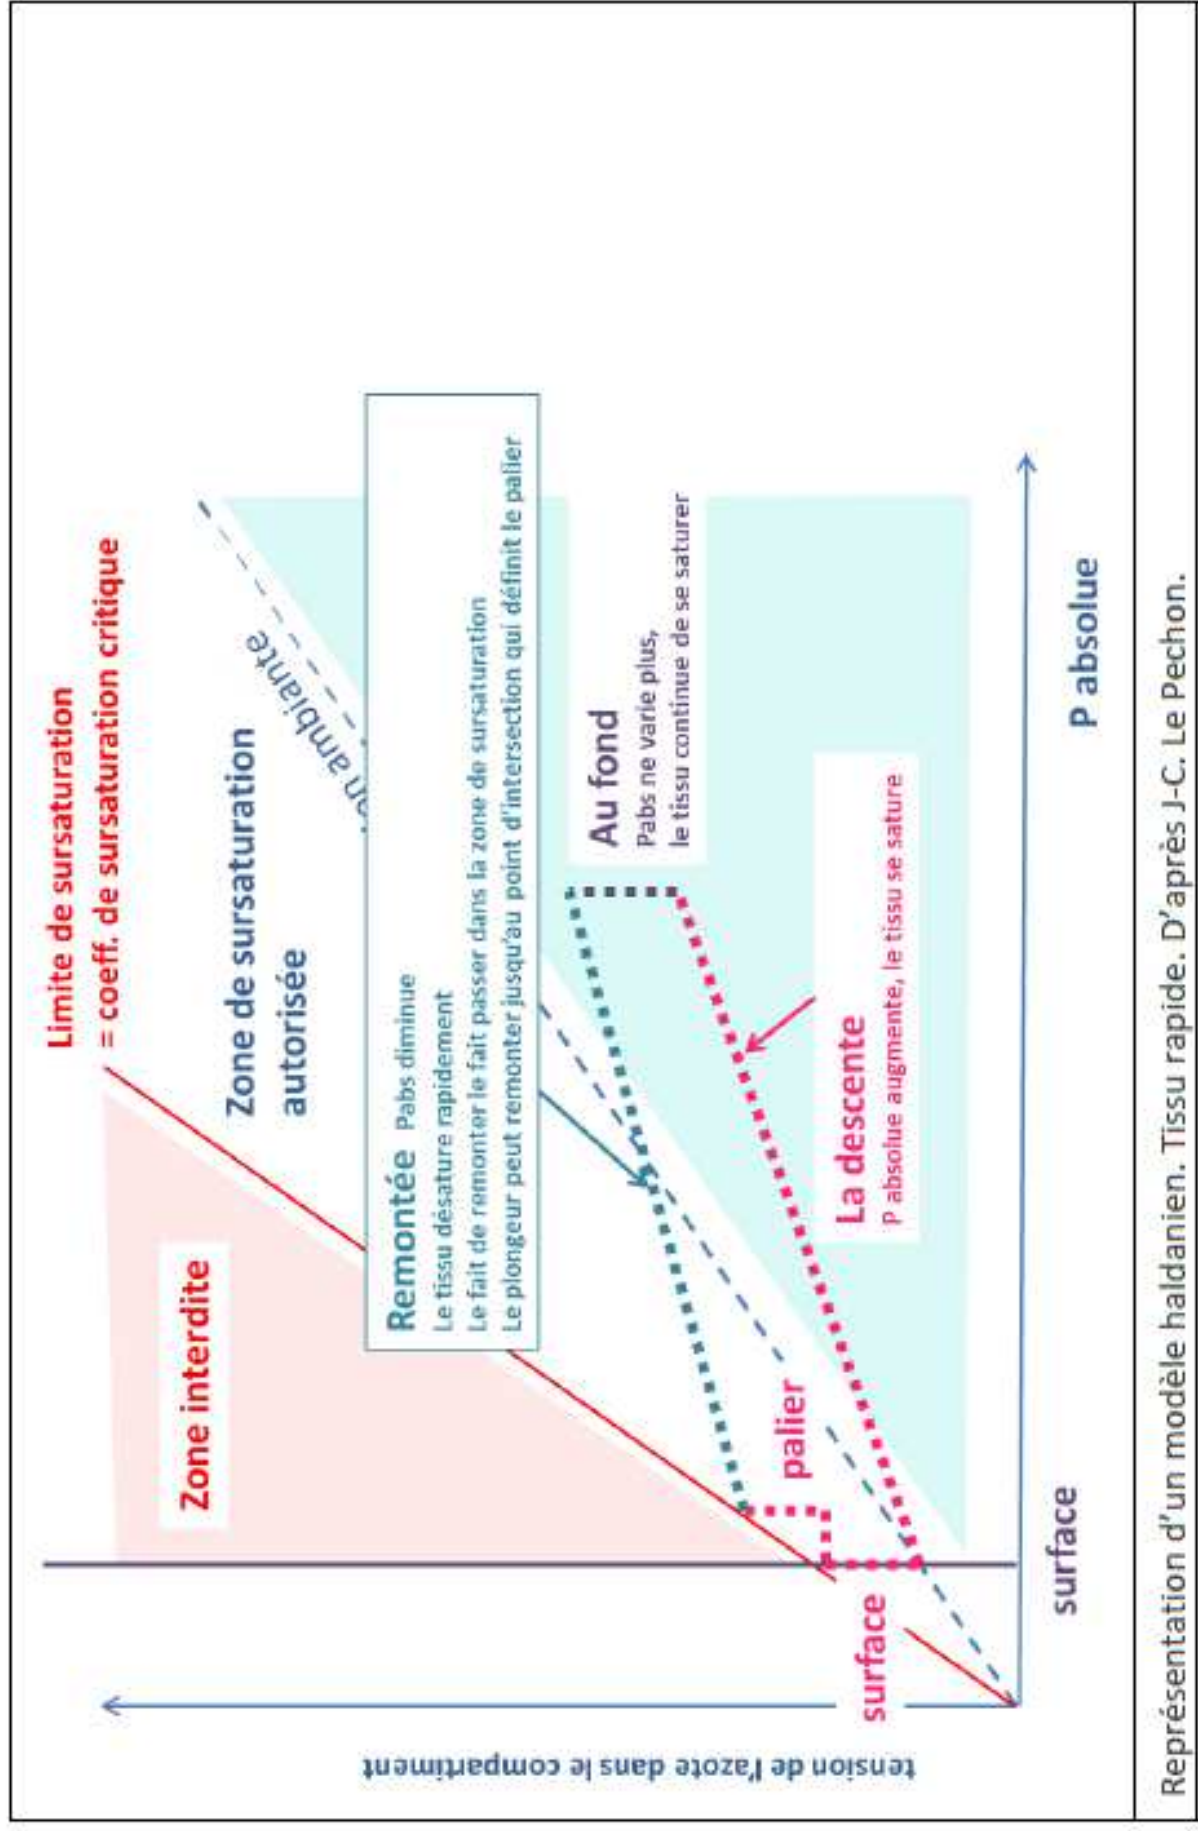 Limite de sursaturation
= coeff. de sursaturation critique
Zone interdite
Zone de sursaturation
autorisée
on ambiante
Remontée Pabs diminue
Le tissu désature rapidement
Le fait de remonter le fait passer dans la zone de sursaturation
Le plongeur peut remonter jusqu'au point d'intersection qui définit le palier
Au fond
Pabs ne varie plus,
le tissu continue de se saturer
palier
La descente
P absolue augmente, le tissu se sature
surface
tension de l'azote dans le compartiment
surface
P absolue
Représentation d'un modèle haldanien. Tissu rapide. D'après J-C. Le Pechon.